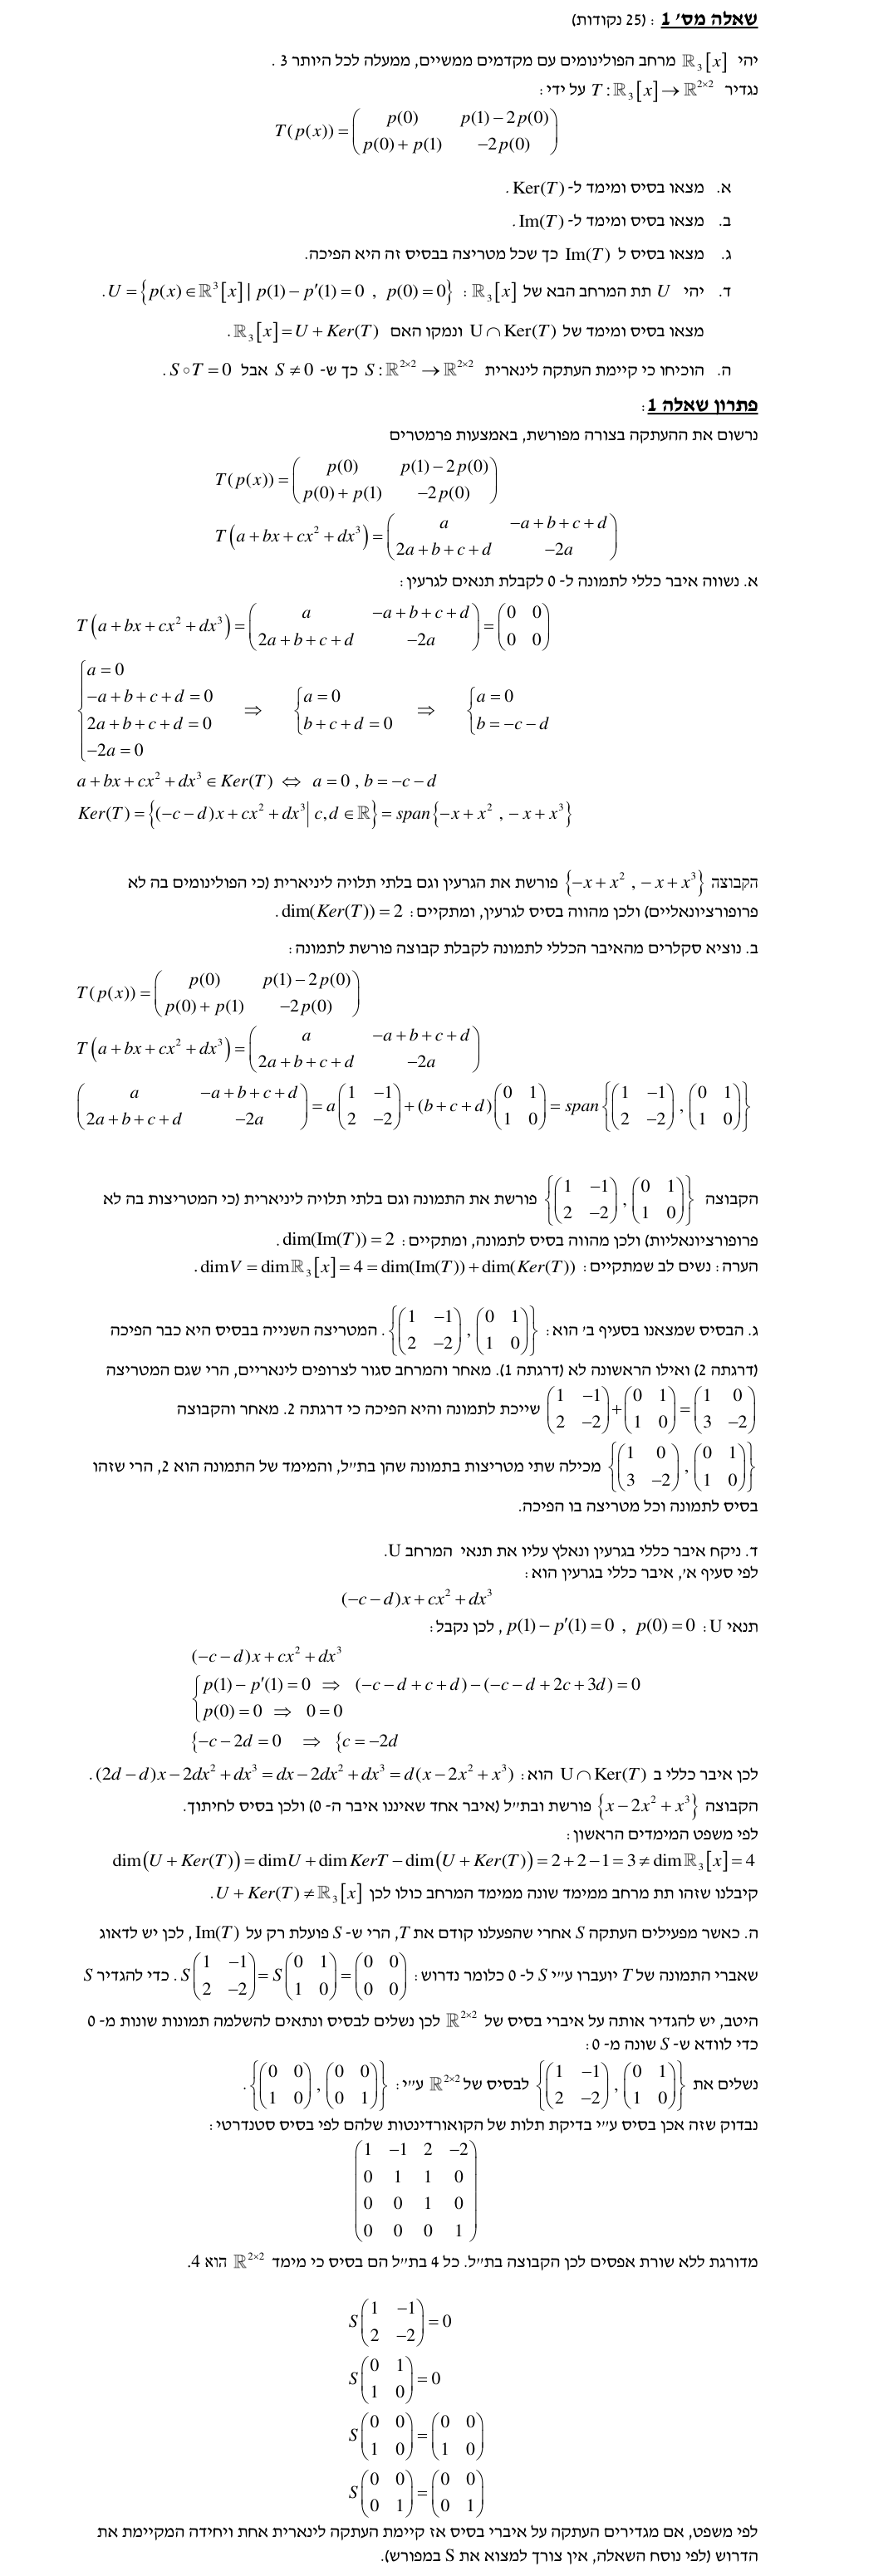 שאלה מס׳ 1 : (25 נקודות)
יהי ℝ₃[x] מרחב הפולינומים עם מקדמים ממשיים, ממעלה לכל היותר 3 .
נגדיר T : ℝ₃[x] → ℝ²ˣ² על ידי :
T(p(x)) = ( p(0)  p(1) − 2p(0) ; p(0) + p(1)  −2p(0) )
א. מצאו בסיס ומימד ל- Ker(T) .
ב. מצאו בסיס ומימד ל- Im(T) .
ג. מצאו בסיס ל Im(T) כך שכל מטריצה בבסיס זה היא הפיכה.
ד. יהי U תת המרחב הבא של ℝ₃[x] : U = {p(x) ∈ ℝ³[x] | p(1) − p′(1) = 0 , p(0) = 0} .
מצאו בסיס ומימד של U ∩ Ker(T) ונמקו האם ℝ₃[x] = U + Ker(T) .
ה. הוכיחו כי קיימת העתקה לינארית S : ℝ²ˣ² → ℝ²ˣ² כך ש- S ≠ 0 אבל S ∘ T = 0 .
פתרון שאלה 1 :
נרשום את ההעתקה בצורה מפורשת, באמצעות פרמטרים
T(p(x)) = ( p(0)  p(1) − 2p(0) ; p(0) + p(1)  −2p(0) )
T(a + bx + cx² + dx³) = ( a  −a + b + c + d ; 2a + b + c + d  −2a )
א. נשווה איבר כללי לתמונה ל- 0 לקבלת תנאים לגרעין :
T(a + bx + cx² + dx³) = ( a  −a + b + c + d ; 2a + b + c + d  −2a ) = ( 0  0 ; 0  0 )
{ a = 0 ; −a + b + c + d = 0 ; 2a + b + c + d = 0 ; −2a = 0 ⇒ { a = 0 ; b + c + d = 0 ⇒ { a = 0 ; b = −c − d
a + bx + cx² + dx³ ∈ Ker(T) ⇔ a = 0 , b = −c − d
Ker(T) = {(−c − d)x + cx² + dx³ | c, d ∈ ℝ} = span{−x + x² , −x + x³}
הקבוצה {−x + x² , −x + x³} פורשת את הגרעין וגם בלתי תלויה ליניארית (כי הפולינומים בה לא
פרופורציונאליים) ולכן מהווה בסיס לגרעין, ומתקיים : dim(Ker(T)) = 2 .
ב. נוציא סקלרים מהאיבר הכללי לתמונה לקבלת קבוצה פורשת לתמונה :
T(p(x)) = ( p(0)  p(1) − 2p(0) ; p(0) + p(1)  −2p(0) )
T(a + bx + cx² + dx³) = ( a  −a + b + c + d ; 2a + b + c + d  −2a )
( a  −a + b + c + d ; 2a + b + c + d  −2a ) = a( 1  −1 ; 2  −2 ) + (b + c + d)( 0  1 ; 1  0 ) = span{( 1  −1 ; 2  −2 ) , ( 0  1 ; 1  0 )}
הקבוצה {( 1  −1 ; 2  −2 ) , ( 0  1 ; 1  0 )} פורשת את התמונה וגם בלתי תלויה ליניארית (כי המטריצות בה לא
פרופורציונאליות) ולכן מהווה בסיס לתמונה, ומתקיים : dim(Im(T)) = 2 .
הערה : נשים לב שמתקיים : dim V = dim ℝ₃[x] = 4 = dim(Im(T)) + dim(Ker(T)) .
ג. הבסיס שמצאנו בסעיף ב׳ הוא : {( 1  −1 ; 2  −2 ) , ( 0  1 ; 1  0 )} . המטריצה השנייה בבסיס היא כבר הפיכה
(דרגתה 2) ואילו הראשונה לא (דרגתה 1). מאחר והמרחב סגור לצרופים לינאריים, הרי שגם המטריצה
( 1  −1 ; 2  −2 ) + ( 0  1 ; 1  0 ) = ( 1  0 ; 3  −2 ) שייכת לתמונה והיא הפיכה כי דרגתה 2. מאחר והקבוצה
{( 1  0 ; 3  −2 ) , ( 0  1 ; 1  0 )} מכילה שתי מטריצות בתמונה שהן בת״ל, והמימד של התמונה הוא 2, הרי שזהו
בסיס לתמונה וכל מטריצה בו הפיכה.
ד. ניקח איבר כללי בגרעין ונאלץ עליו את תנאי המרחב U.
לפי סעיף א׳, איבר כללי בגרעין הוא :
(−c − d)x + cx² + dx³
תנאי U : p(1) − p′(1) = 0 , p(0) = 0 , לכן נקבל :
(−c − d)x + cx² + dx³
{ p(1) − p′(1) = 0 ⇒ (−c − d + c + d) − (−c − d + 2c + 3d) = 0
p(0) = 0 ⇒ 0 = 0
{−c − 2d = 0 ⇒ {c = −2d
לכן איבר כללי ב U ∩ Ker(T) הוא : (2d − d)x − 2dx² + dx³ = dx − 2dx² + dx³ = d(x − 2x² + x³) .
הקבוצה {x − 2x² + x³} פורשת ובת״ל (איבר אחד שאיננו איבר ה- 0) ולכן בסיס לחיתוך.
לפי משפט המימדים הראשון :
dim(U + Ker(T)) = dim U + dim KerT − dim(U + Ker(T)) = 2 + 2 − 1 = 3 ≠ dim ℝ₃[x] = 4
קיבלנו שזהו תת מרחב ממימד שונה ממימד המרחב כולו לכן U + Ker(T) ≠ ℝ₃[x] .
ה. כאשר מפעילים העתקה S אחרי שהפעלנו קודם את T, הרי ש- S פועלת רק על Im(T) , לכן יש לדאוג
שאברי התמונה של T יועברו ע״י S ל- 0 כלומר נדרוש : S( 1  −1 ; 2  −2 ) = S( 0  1 ; 1  0 ) = ( 0  0 ; 0  0 ) . כדי להגדיר S
היטב, יש להגדיר אותה על איברי בסיס של ℝ²ˣ² לכן נשלים לבסיס ונתאים להשלמה תמונות שונות מ- 0
כדי לוודא ש- S שונה מ- 0 :
נשלים את {( 1  −1 ; 2  −2 ) , ( 0  1 ; 1  0 )} לבסיס של ℝ²ˣ² ע״י : {( 0  0 ; 1  0 ) , ( 0  0 ; 0  1 )} .
נבדוק שזה אכן בסיס ע״י בדיקת תלות של הקואורדינטות שלהם לפי בסיס סטנדרטי :
( 1  −1  2  −2
0  1  1  0
0  0  1  0
0  0  0  1 )
מדורגת ללא שורת אפסים לכן הקבוצה בת״ל. כל 4 בת״ל הם בסיס כי מימד ℝ²ˣ² הוא 4.
S( 1  −1 ; 2  −2 ) = 0
S( 0  1 ; 1  0 ) = 0
S( 0  0 ; 1  0 ) = ( 0  0 ; 1  0 )
S( 0  0 ; 0  1 ) = ( 0  0 ; 0  1 )
לפי משפט, אם מגדירים העתקה על איברי בסיס אז קיימת העתקה לינארית אחת ויחידה המקיימת את
הדרוש (לפי נוסח השאלה, אין צורך למצוא את S במפורש).